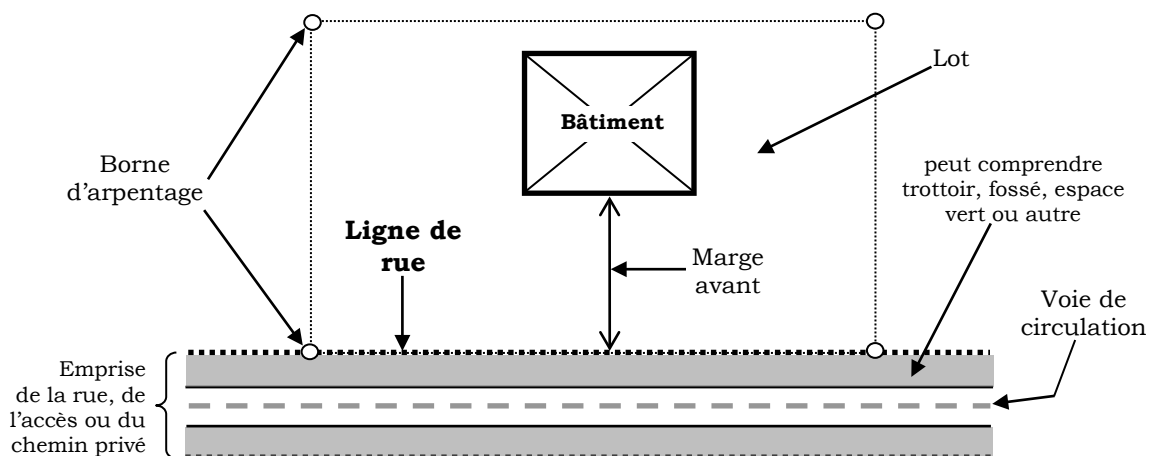 Lot
Bâtiment
Borne
d’arpentage
peut comprendre
trottoir, fossé, espace
vert ou autre
Ligne de
rue
Marge
avant
Voie de
circulation
Emprise
de la rue, de
l’accès ou du
chemin privé